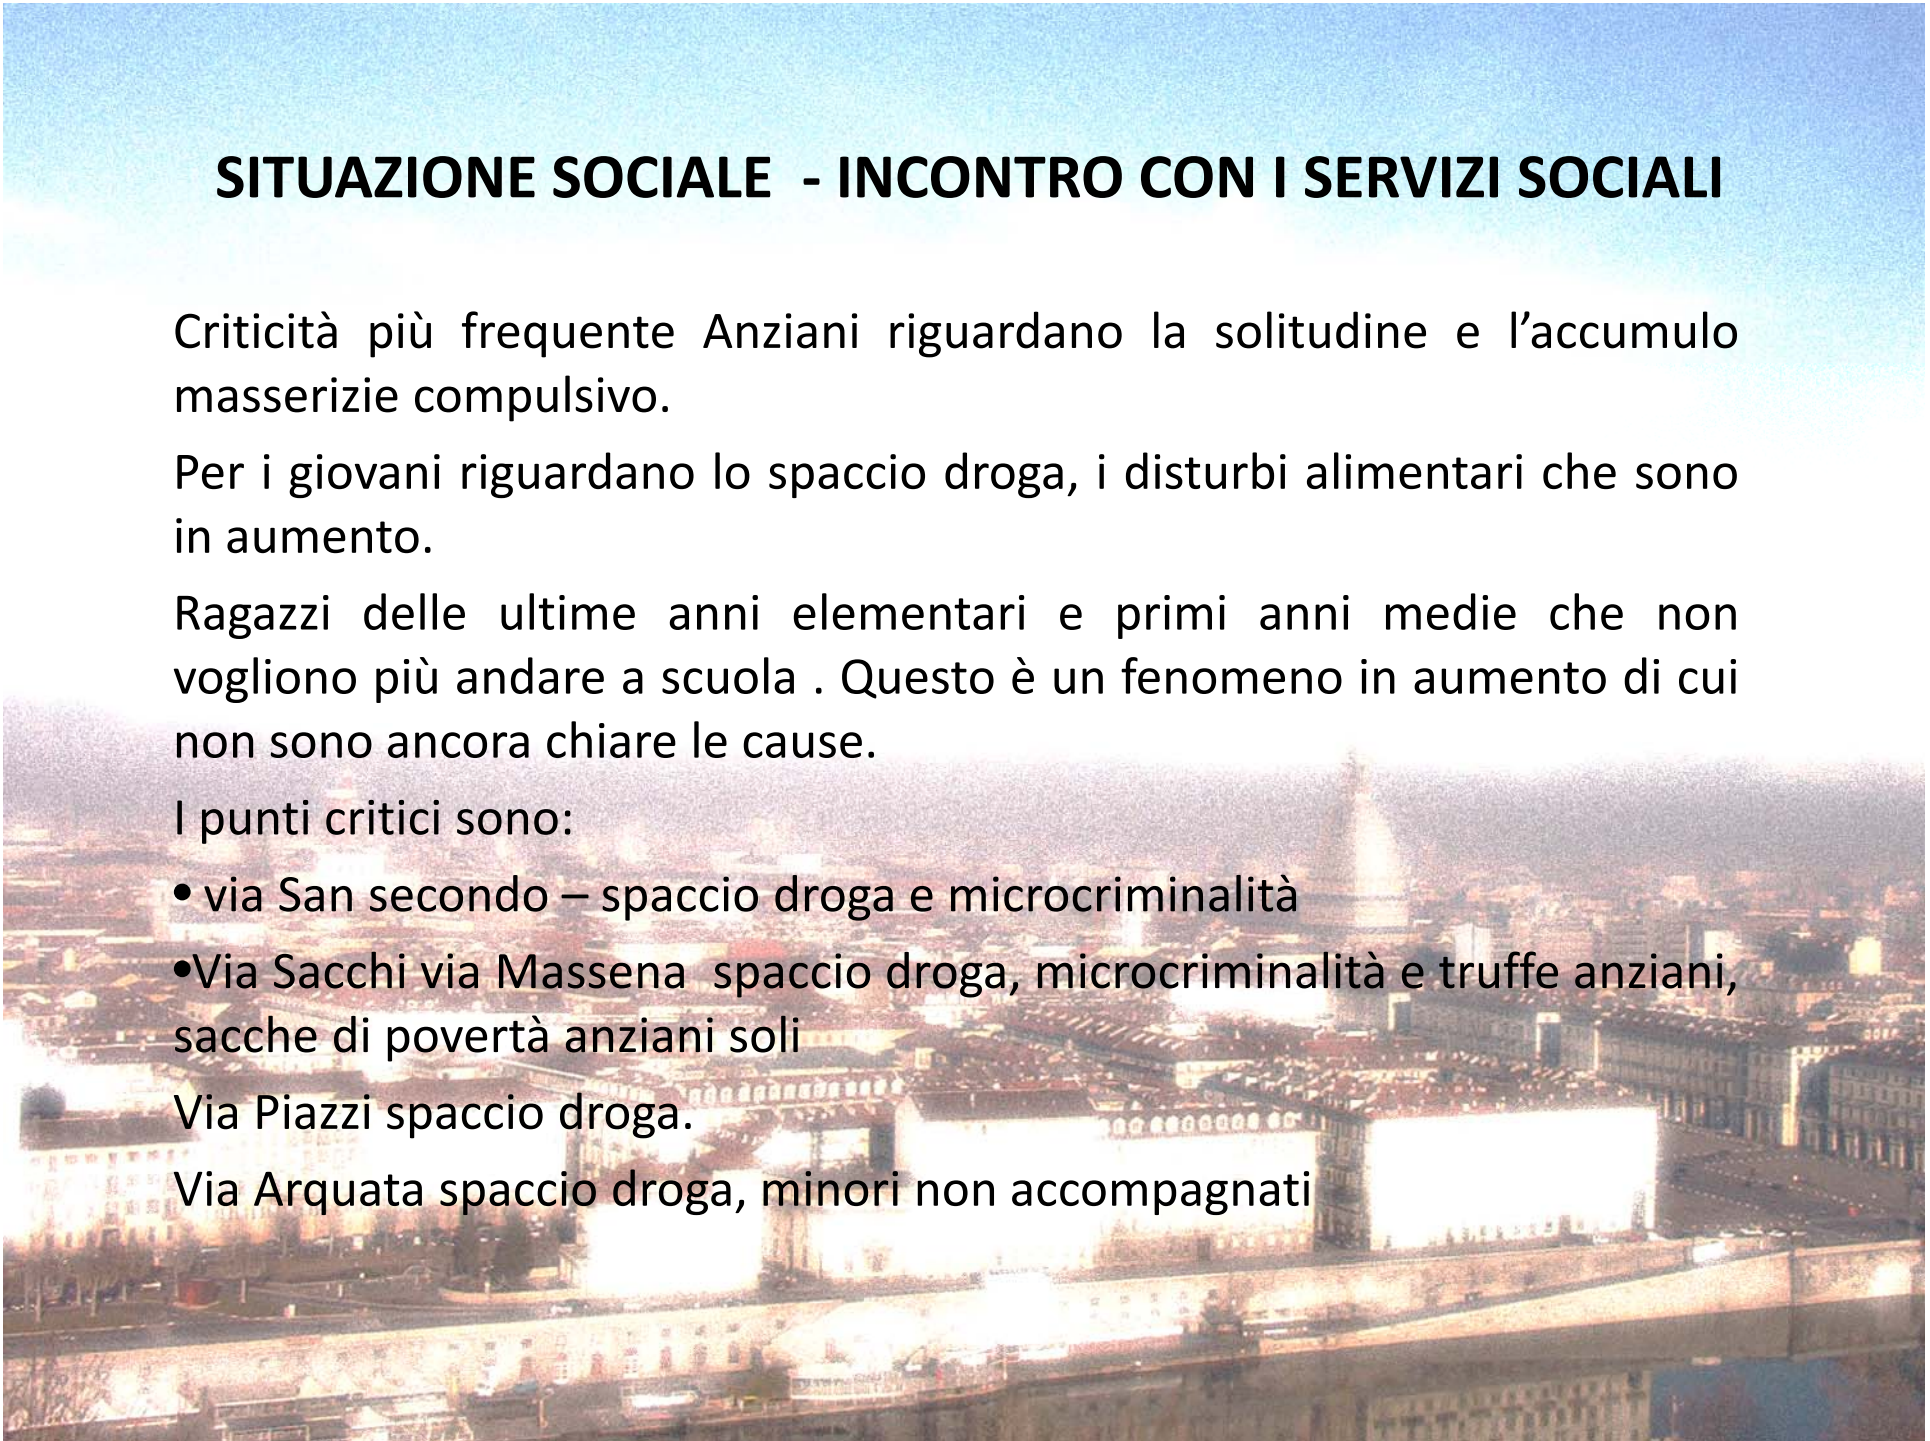 SITUAZIONE SOCIALE  - INCONTRO CON I SERVIZI SOCIALI
Criticità più frequente Anziani riguardano la solitudine e l’accumulo
masserizie compulsivo.
Per i giovani riguardano lo spaccio droga, i disturbi alimentari che sono
in aumento.
Ragazzi delle ultime anni elementari e primi anni medie che non
vogliono più andare a scuola . Questo è un fenomeno in aumento di cui
non sono ancora chiare le cause.
I punti critici sono:
• via San secondo – spaccio droga e microcriminalità
•Via Sacchi via Massena  spaccio droga, microcriminalità e truffe anziani,
sacche di povertà anziani soli
Via Piazzi spaccio droga.
Via Arquata spaccio droga, minori non accompagnati